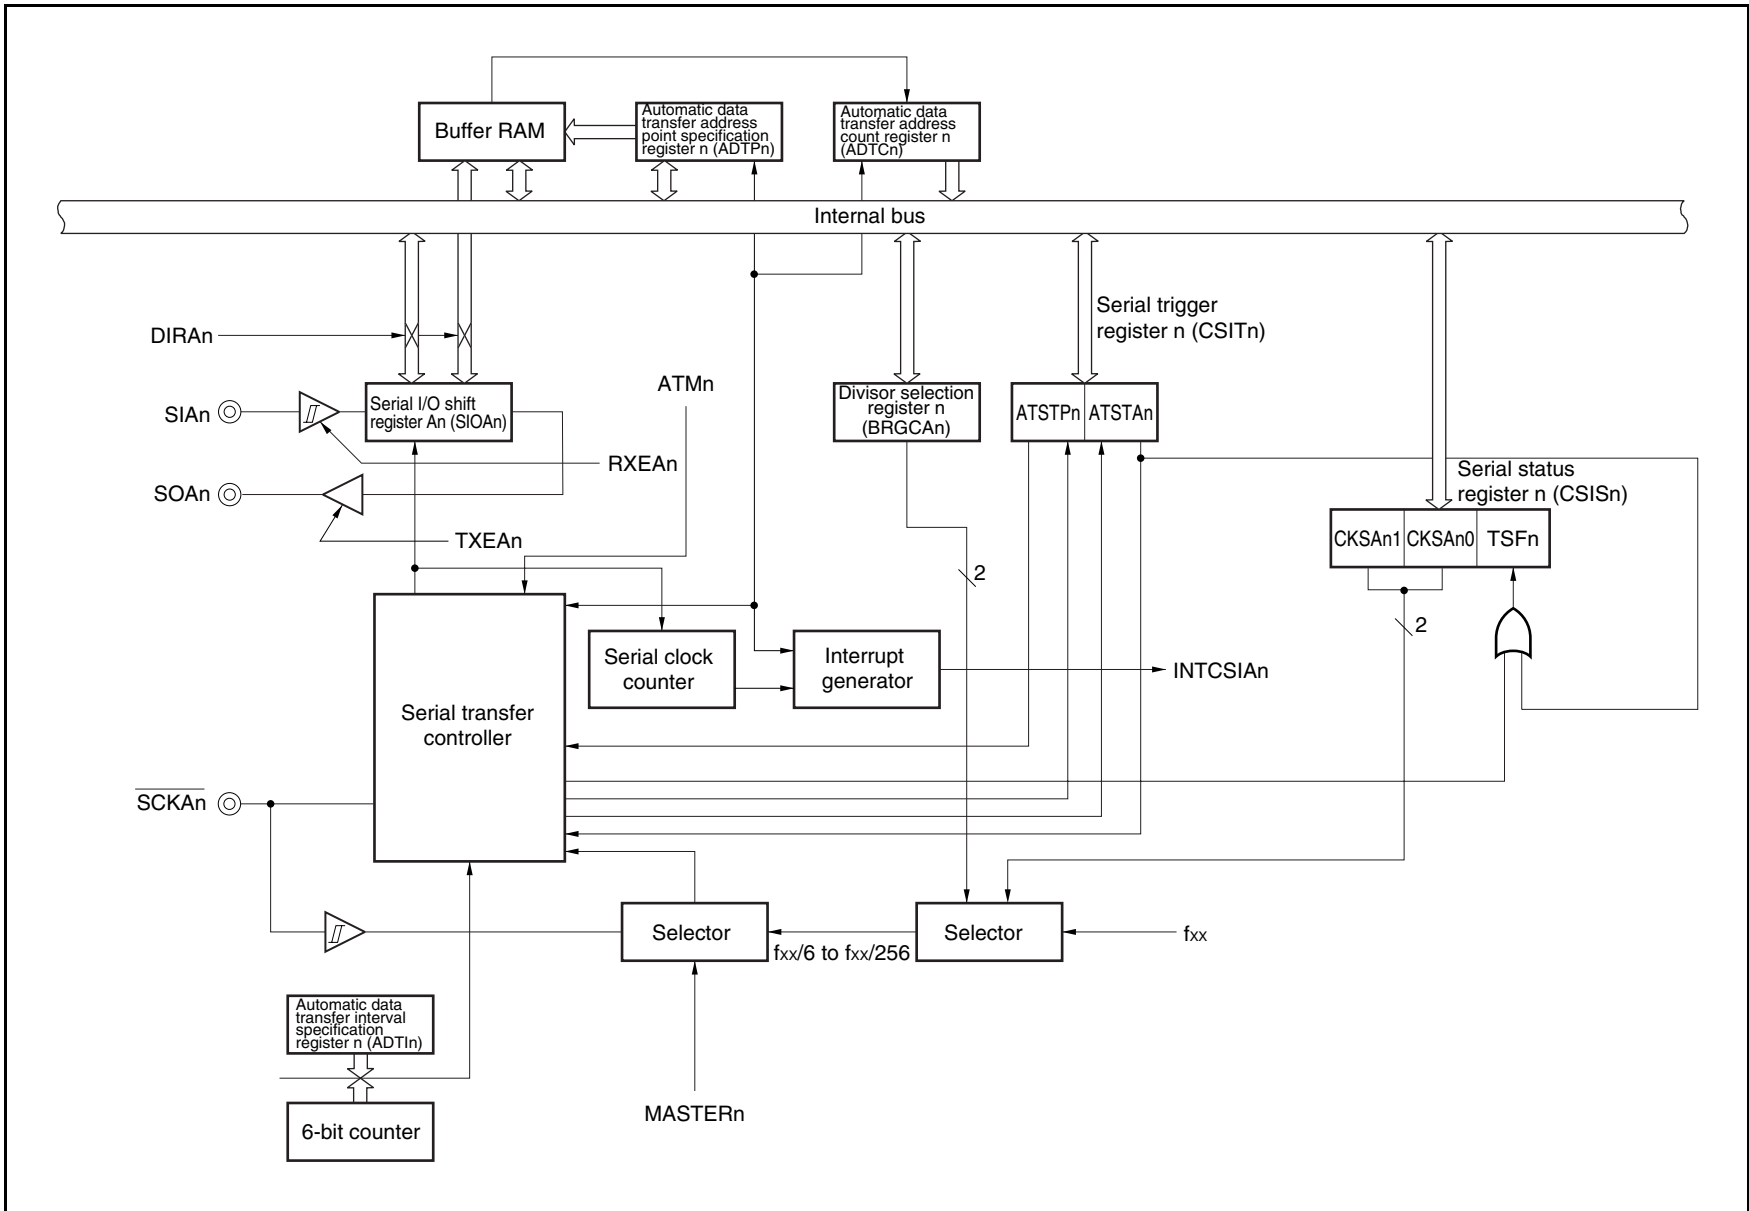 Buffer RAM
Automatic data
transfer address
point specification
register n (ADTPn)
Automatic data
transfer address
count register n
(ADTCn)
Internal bus
DIRAn
Serial trigger
register n (CSITn)
SIAn
Serial I/O shift
register An (SIOAn)
ATMn
Divisor selection
register n
(BRGCAn)
ATSTPn
ATSTAn
RXEAn
SOAn
Serial status
register n (CSISn)
TXEAn
CKSAn1
CKSAn0
TSFn
2
2
Serial clock
counter
Interrupt
generator
INTCSIAn
Serial transfer
controller
SCKAn
Selector
fxx/6 to fxx/256
Selector
fxx
Automatic data
transfer interval
specification
register n (ADTIn)
MASTERn
6-bit counter